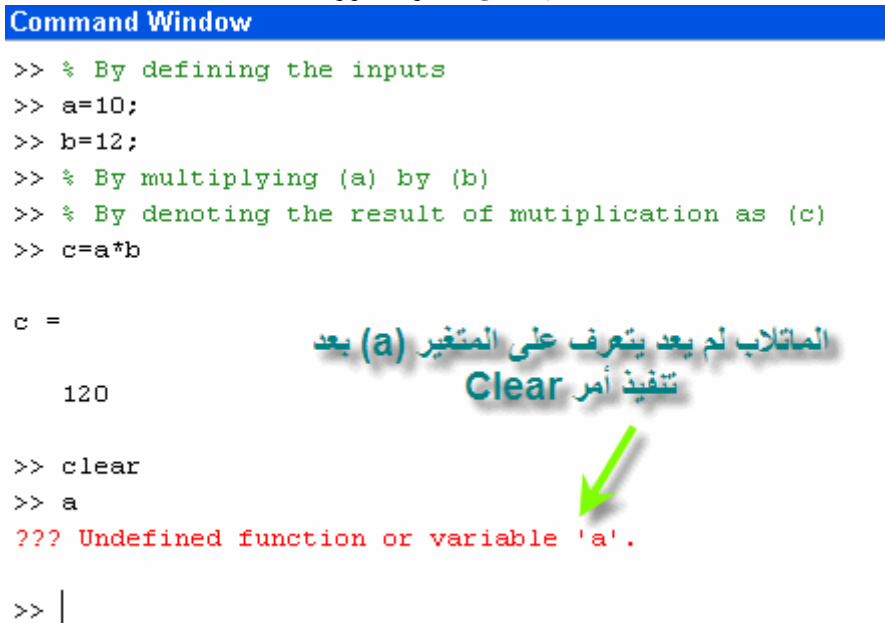 Command Window
>> % By defining the inputs
>> a=10;
>> b=12;
>> % By multiplying (a) by (b)
>> % By denoting the result of mutiplication as (c)
>> c=a*b
c =
الماتلاب لم يعد يتعرف على المتغير (a) بعد
تنفيذ أمر Clear
120
>> clear
>> a
??? Undefined function or variable 'a'.
>>